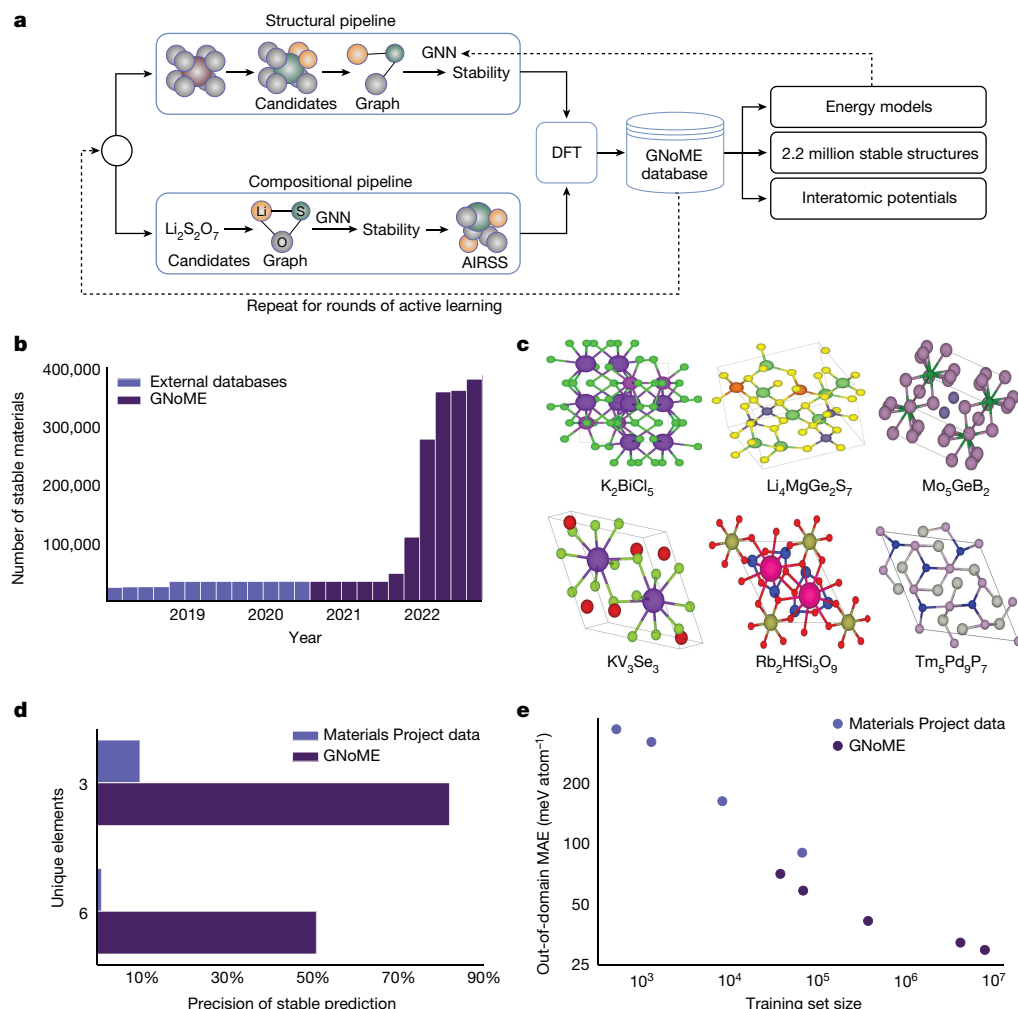 a
Structural pipeline
GNN
Stability
Candidates
Graph
Compositional pipeline
Li₂S₂O₇
Li
S
O
GNN
Stability
Candidates
Graph
AIRSS
DFT
GNoME
database
Energy models
2.2 million stable structures
Interatomic potentials
Repeat for rounds of active learning
b
Number of stable materials
400,000
300,000
200,000
100,000
External databases
GNoME
2019 2020 2021 2022
Year
c
K₂BiCl₅
Li₄MgGe₂S₇
Mo₅GeB₂
KV₃Se₃
Rb₂HfSi₃O₉
Tm₅Pd₉P₇
d
Materials Project data
GNoME
Unique elements
3
6
10% 30% 50% 70% 90%
Precision of stable prediction
e
Materials Project data
GNoME
Out-of-domain MAE (meV atom⁻¹)
200
100
50
25
10³ 10⁴ 10⁵ 10⁶ 10⁷
Training set size